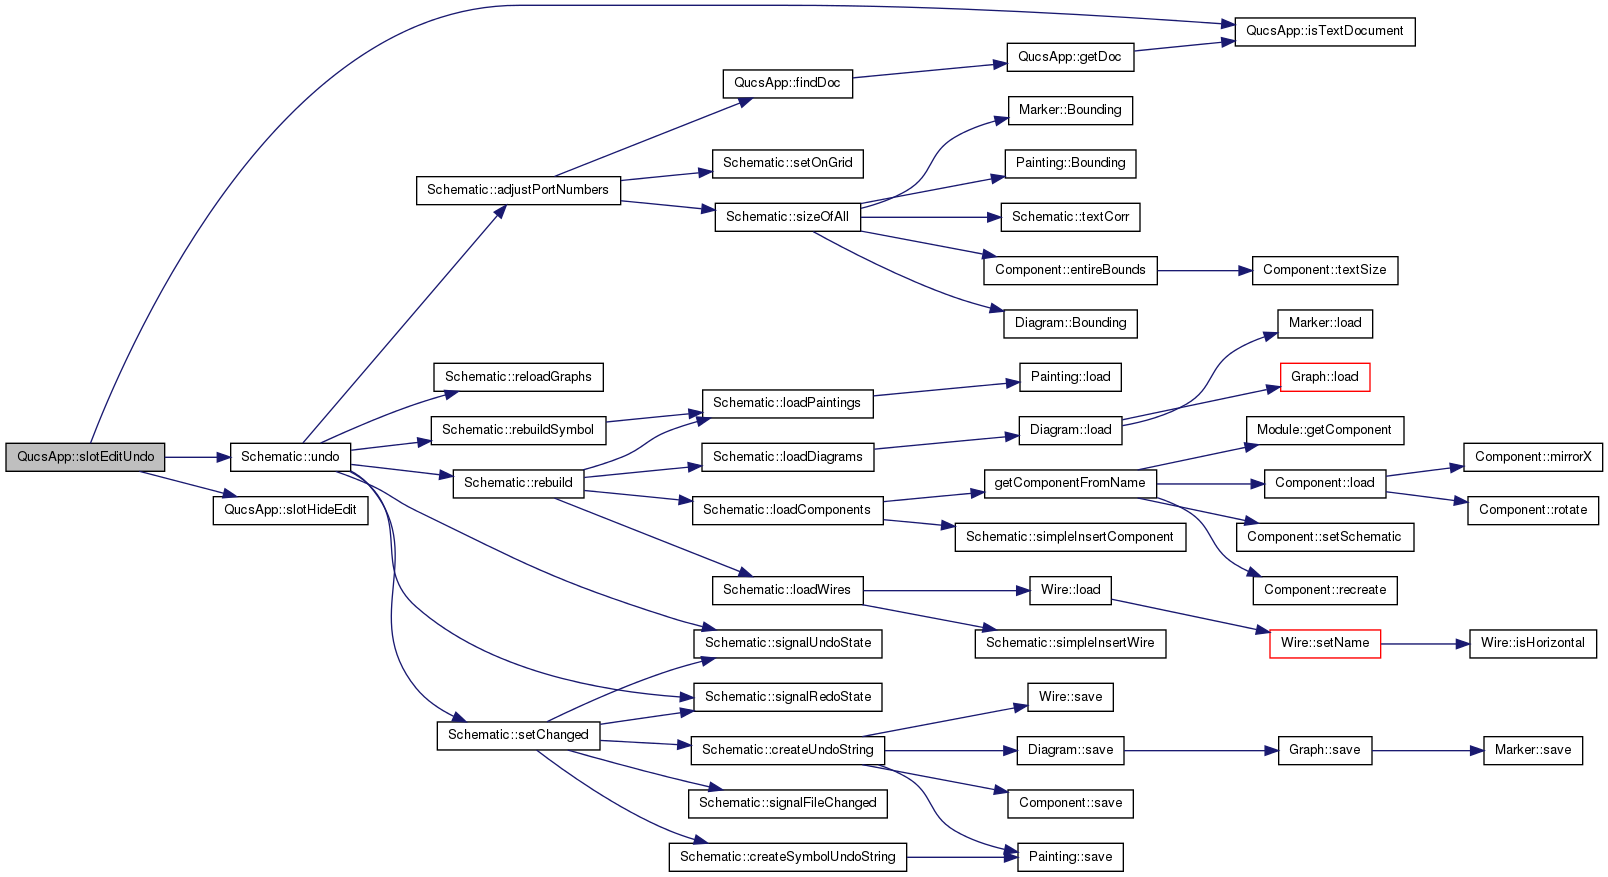 QucsApp::slotEditUndo
QucsApp::isTextDocument
Schematic::undo
QucsApp::slotHideEdit
Schematic::adjustPortNumbers
QucsApp::findDoc
QucsApp::getDoc
Schematic::setOnGrid
Schematic::sizeOfAll
Marker::Bounding
Painting::Bounding
Schematic::textCorr
Component::entireBounds
Component::textSize
Diagram::Bounding
Schematic::reloadGraphs
Schematic::rebuildSymbol
Schematic::loadPaintings
Painting::load
Schematic::rebuild
Schematic::loadDiagrams
Diagram::load
Marker::load
Graph::load
Schematic::loadComponents
getComponentFromName
Module::getComponent
Component::load
Component::mirrorX
Component::rotate
Component::setSchematic
Component::recreate
Schematic::simpleInsertComponent
Schematic::loadWires
Wire::load
Wire::setName
Wire::isHorizontal
Schematic::simpleInsertWire
Schematic::signalUndoState
Schematic::signalRedoState
Schematic::setChanged
Schematic::createUndoString
Wire::save
Diagram::save
Graph::save
Marker::save
Component::save
Painting::save
Schematic::signalFileChanged
Schematic::createSymbolUndoString